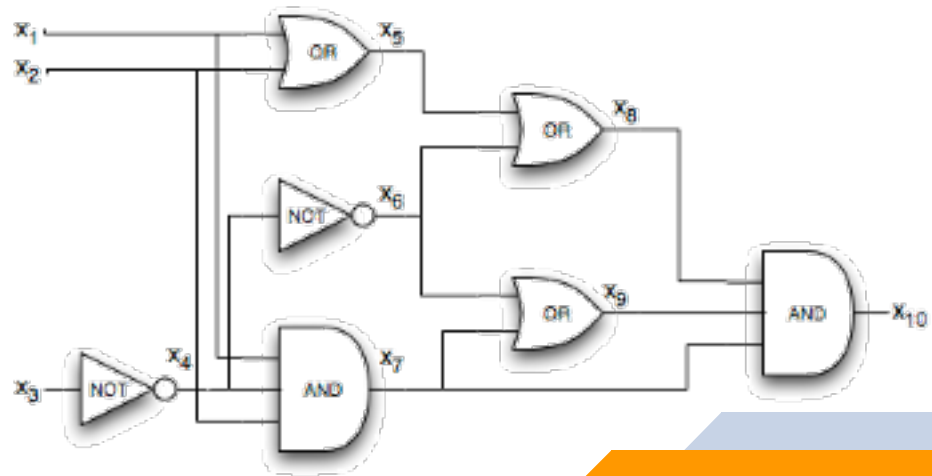 x₁
x₅
OR
x₂
x₈
OR
x₆
NOT
x₉
OR
x₁₀
AND
x₄
x₇
x₃
NOT
AND